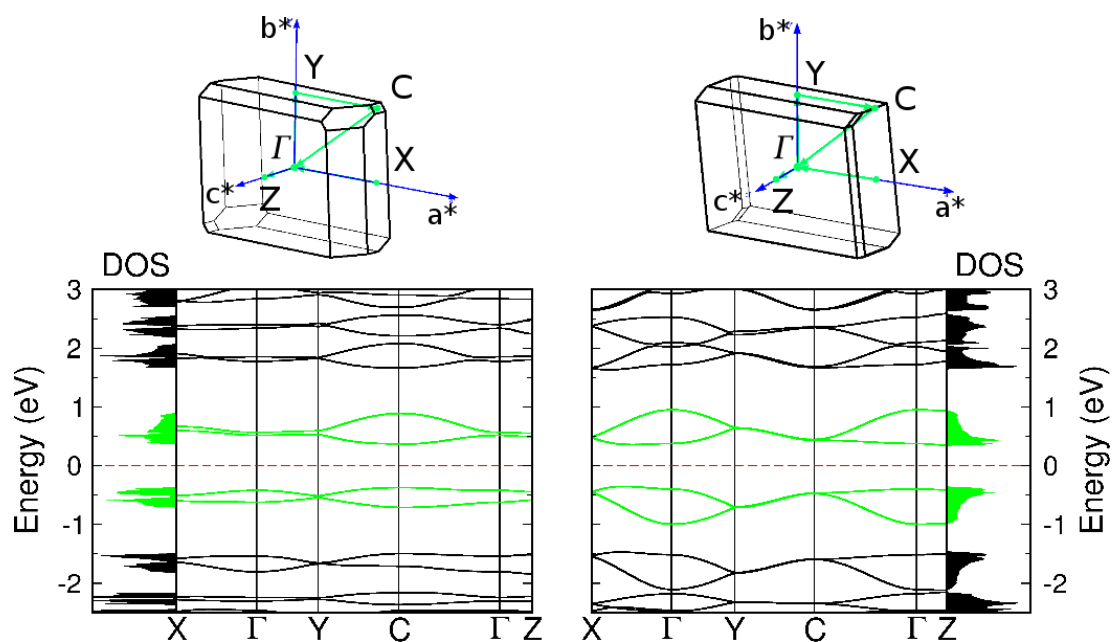 b* b*
Y C Y C
Γ Γ
X X
c* Z a* c* Z a*
DOS DOS
3 3
2 2
1 1
0 0
-1 -1
-2 -2
Energy (eV) Energy (eV)
X Γ Y C Γ Z X Γ Y C Γ Z